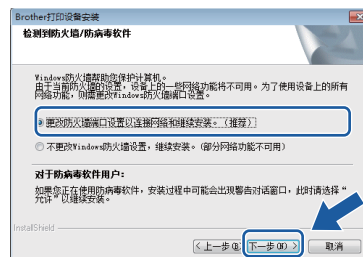 Brother打印设备安装
检测到防火墙/防病毒软件
Windows防火墙帮助您保护计算机。
由于当前防火墙的设置，设备上的一些网络功能将不可用。为了使用设备上的所有
网络功能，则需更改Windows防火墙端口设置。
更改防火墙端口设置以连接网络和继续安装。（推荐）
不更改Windows防火墙设置，继续安装。（部分网络功能不可用）
对于防病毒软件用户：
如果您正在使用防病毒软件，安装过程中可能会出现警告对话窗口，此时请选择“
允许”以继续安装。
InstallShield
< 上一步(B)
下一步(N) >
取消